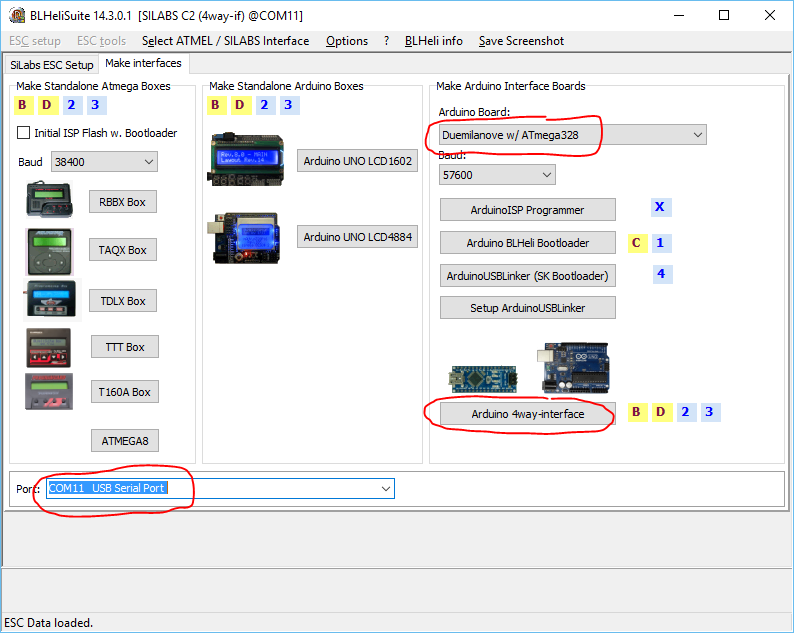 BLHeliSuite 14.3.0.1 [SILABS C2 (4way-if) @COM11]
ESC setup ESC tools Select ATMEL / SILABS Interface Options ? BLHeli info Save Screenshot
SiLabs ESC Setup Make interfaces
Make Standalone Atmega Boxes
B D 2 3
Initial ISP Flash w. Bootloader
Baud 38400
RBBX Box
TAQX Box
TDLX Box
TTT Box
T160A Box
ATMEGA8
Make Standalone Arduino Boxes
B D 2 3
Arduino UNO LCD1602
Arduino UNO LCD4884
Make Arduino Interface Boards
Arduino Board:
Duemilanove w/ ATmega328
Baud:
57600
ArduinoISP Programmer X
Arduino BLHeli Bootloader C 1
ArduinoUSBLinker (SK Bootloader) 4
Setup ArduinoUSBLinker
Arduino 4way-interface B D 2 3
Port: COM11 USB Serial Port
ESC Data loaded.